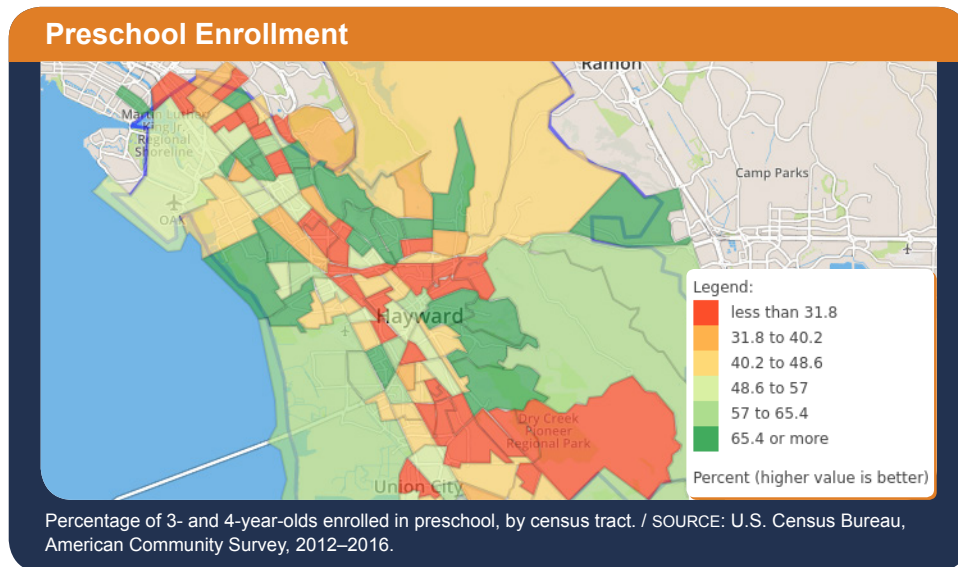 Preschool Enrollment
Ramon
Martin Luther
King Jr.
Regional
Shoreline
Camp Parks
OAK
Legend:
less than 31.8
31.8 to 40.2
40.2 to 48.6
48.6 to 57
57 to 65.4
65.4 or more
Percent (higher value is better)
Hayward
Dry Creek
Pioneer
Regional Park
Union City
Percentage of 3- and 4-year-olds enrolled in preschool, by census tract. / SOURCE: U.S. Census Bureau,
American Community Survey, 2012–2016.